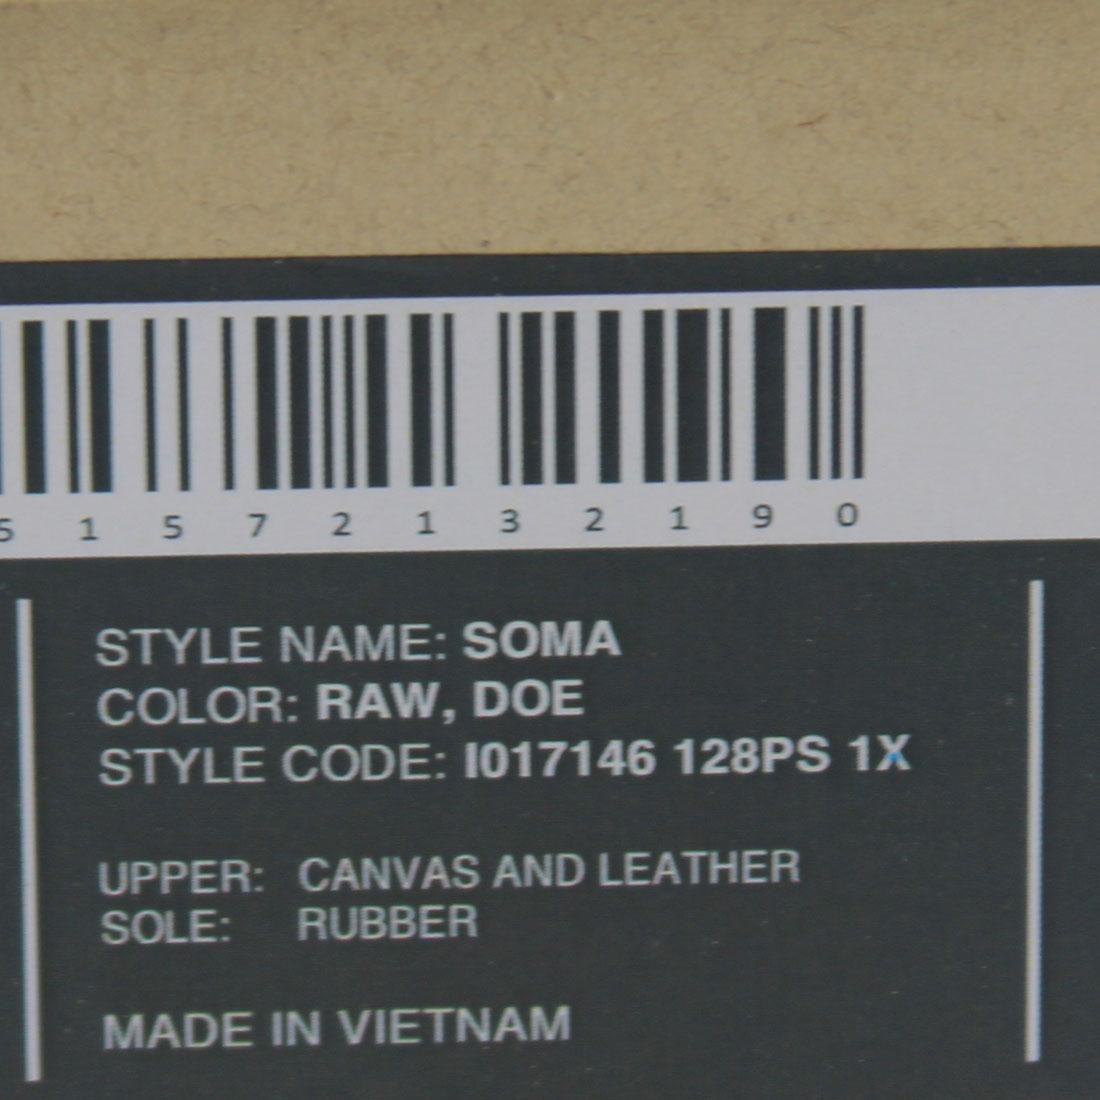 5 1 5 7 2 1 3 2 1 9 0
STYLE NAME: SOMA
COLOR: RAW, DOE
STYLE CODE: I017146 128PS 1X
UPPER: CANVAS AND LEATHER
SOLE: RUBBER
MADE IN VIETNAM